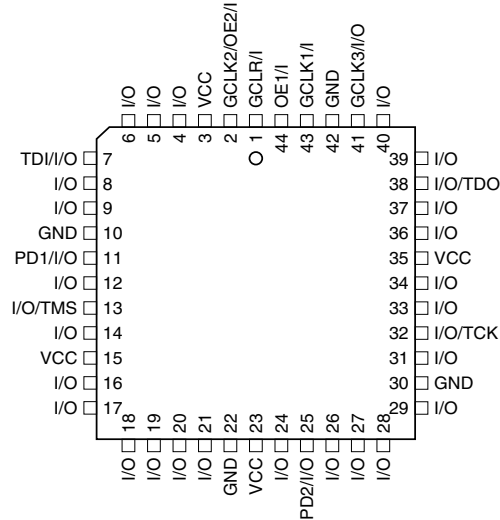 I/O I/O I/O VCC GCLK2/OE2/I GCLR/I OE1/I GCLK1/I GND GCLK3/I/O I/O
6 5 4 3 2 1 44 43 42 41 40
TDI/I/O 7 39 I/O
I/O 8 38 I/O/TDO
I/O 9 37 I/O
GND 10 36 I/O
PD1/I/O 11 35 VCC
I/O 12 34 I/O
I/O/TMS 13 33 I/O
I/O 14 32 I/O/TCK
VCC 15 31 I/O
I/O 16 30 GND
I/O 17 29 I/O
18 19 20 21 22 23 24 25 26 27 28
I/O I/O I/O I/O GND VCC I/O PD2/I/O I/O I/O I/O